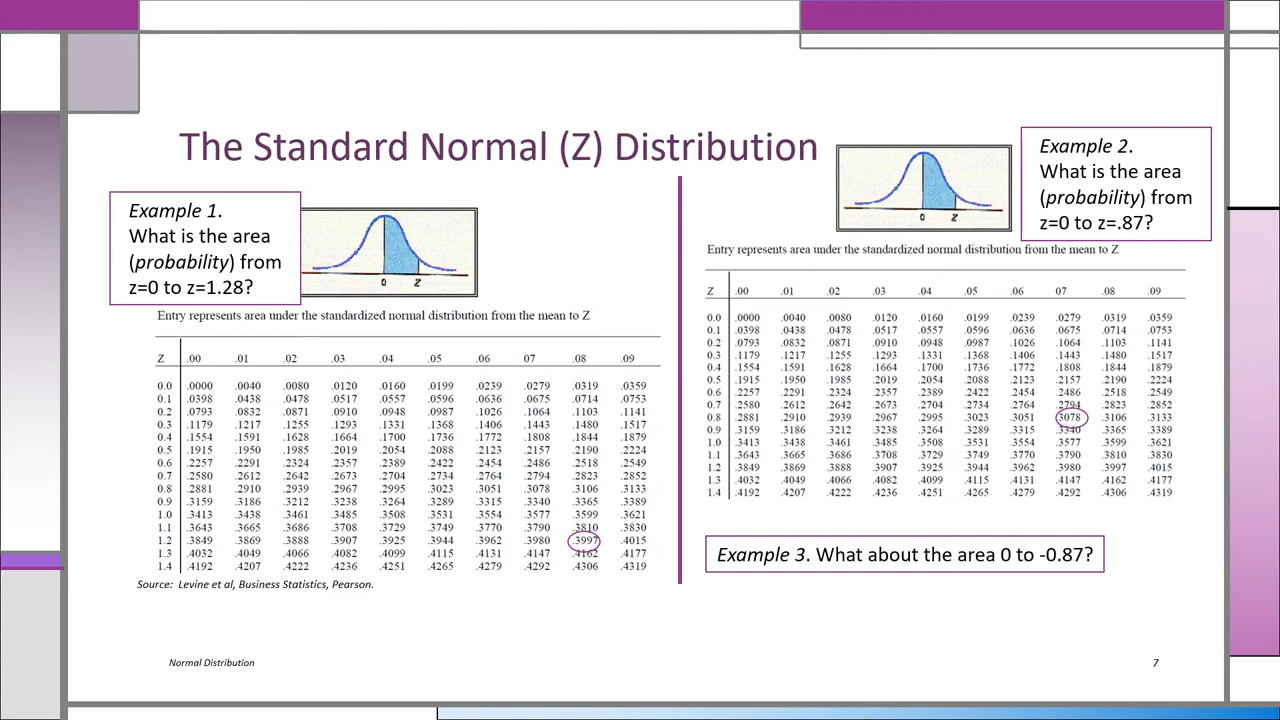 The Standard Normal (Z) Distribution
Example 1.
What is the area
(probability) from
z=0 to z=1.28?
0 Z
Entry represents area under the standardized normal distribution from the mean to Z
Z .00 .01 .02 .03 .04 .05 .06 07 .08 .09
0.0 .0000 .0040 .0080 .0120 .0160 .0199 .0239 .0279 .0319 .0359
0.1 .0398 .0438 .0478 .0517 .0557 .0596 .0636 .0675 .0714 .0753
0.2 .0793 .0832 .0871 .0910 .0948 .0987 .1026 .1064 .1103 .1141
0.3 .1179 .1217 .1255 .1293 .1331 .1368 .1406 .1443 .1480 .1517
0.4 .1554 .1591 .1628 .1664 .1700 .1736 .1772 .1808 .1844 .1879
0.5 .1915 .1950 .1985 .2019 .2054 .2088 .2123 .2157 .2190 .2224
0.6 .2257 .2291 .2324 .2357 .2389 .2422 .2454 .2486 .2518 .2549
0.7 .2580 .2612 .2642 .2673 .2704 .2734 .2764 .2794 .2823 .2852
0.8 .2881 .2910 .2939 .2967 .2995 .3023 .3051 .3078 .3106 .3133
0.9 .3159 .3186 .3212 .3238 .3264 .3289 .3315 .3340 .3365 .3389
1.0 .3413 .3438 .3461 .3485 .3508 .3531 .3554 .3577 .3599 .3621
1.1 .3643 .3665 .3686 .3708 .3729 .3749 .3770 .3790 .3810 .3830
1.2 .3849 .3869 .3888 .3907 .3925 .3944 .3962 .3980 .3997 .4015
1.3 .4032 .4049 .4066 .4082 .4099 .4115 .4131 .4147 .4162 .4177
1.4 .4192 .4207 .4222 .4236 .4251 .4265 .4279 .4292 .4306 .4319
Source: Levine et al, Business Statistics, Pearson.
0 Z
Example 2.
What is the area
(probability) from
z=0 to z=.87?
Entry represents area under the standardized normal distribution from the mean to Z
Z .00 .01 .02 .03 .04 .05 .06 07 .08 .09
0.0 .0000 .0040 .0080 .0120 .0160 .0199 .0239 .0279 .0319 .0359
0.1 .0398 .0438 .0478 .0517 .0557 .0596 .0636 .0675 .0714 .0753
0.2 .0793 .0832 .0871 .0910 .0948 .0987 .1026 .1064 .1103 .1141
0.3 .1179 .1217 .1255 .1293 .1331 .1368 .1406 .1443 .1480 .1517
0.4 .1554 .1591 .1628 .1664 .1700 .1736 .1772 .1808 .1844 .1879
0.5 .1915 .1950 .1985 .2019 .2054 .2088 .2123 .2157 .2190 .2224
0.6 .2257 .2291 .2324 .2357 .2389 .2422 .2454 .2486 .2518 .2549
0.7 .2580 .2612 .2642 .2673 .2704 .2734 .2764 .2794 .2823 .2852
0.8 .2881 .2910 .2939 .2967 .2995 .3023 .3051 .3078 .3106 .3133
0.9 .3159 .3186 .3212 .3238 .3264 .3289 .3315 .3340 .3365 .3389
1.0 .3413 .3438 .3461 .3485 .3508 .3531 .3554 .3577 .3599 .3621
1.1 .3643 .3665 .3686 .3708 .3729 .3749 .3770 .3790 .3810 .3830
1.2 .3849 .3869 .3888 .3907 .3925 .3944 .3962 .3980 .3997 .4015
1.3 .4032 .4049 .4066 .4082 .4099 .4115 .4131 .4147 .4162 .4177
1.4 .4192 .4207 .4222 .4236 .4251 .4265 .4279 .4292 .4306 .4319
Example 3. What about the area 0 to -0.87?
Normal Distribution
7